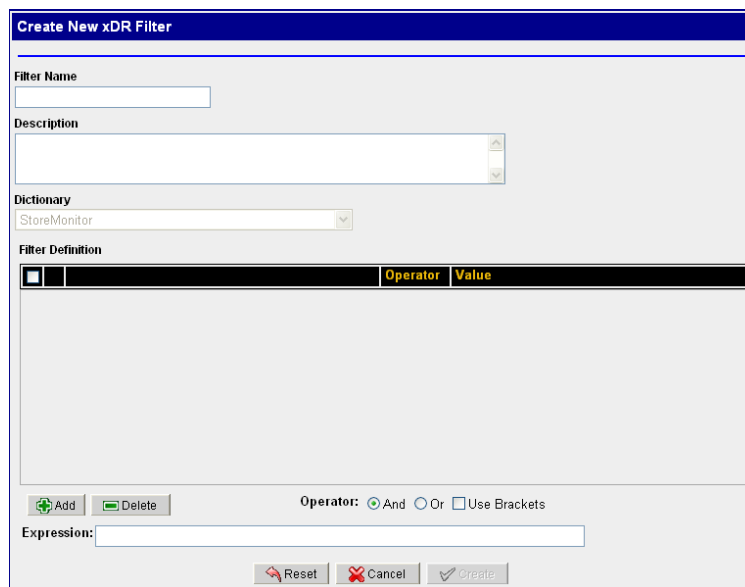 Create New xDR Filter
Filter Name
Description
Dictionary
StoreMonitor
Filter Definition
Operator Value
Add Delete Operator: And Or Use Brackets
Expression:
Reset Cancel Create